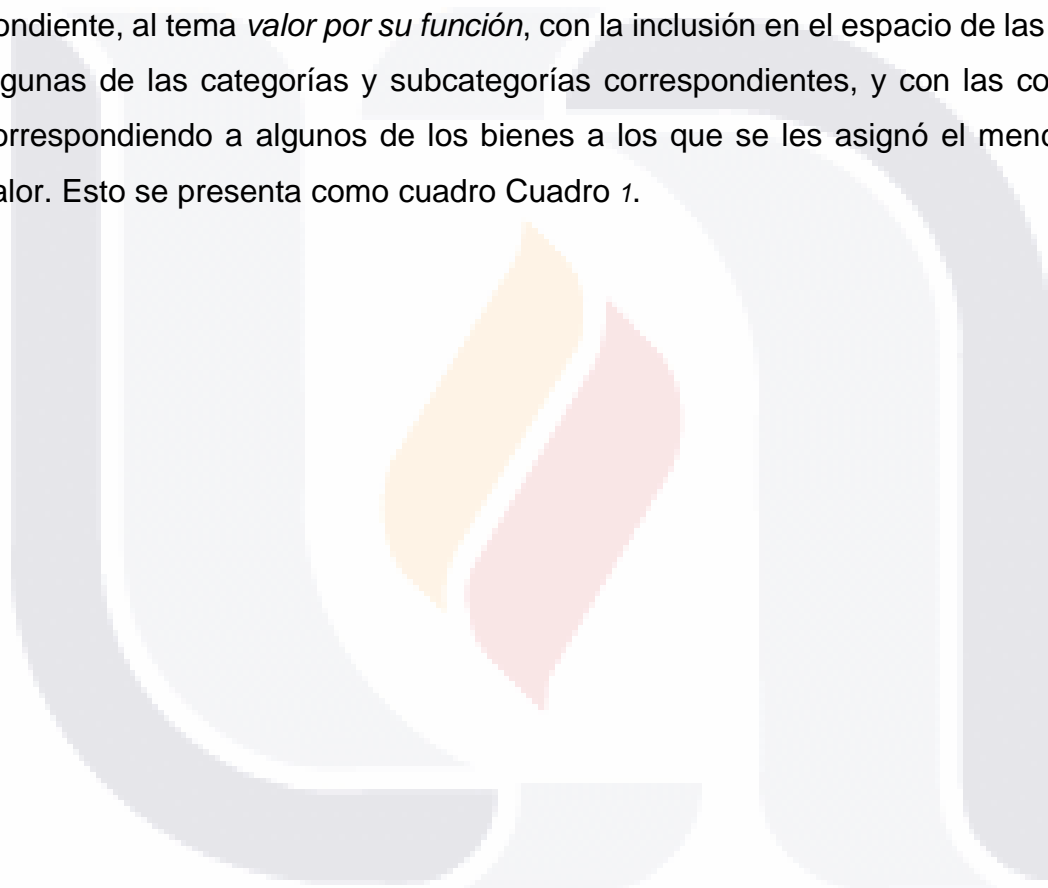 ondiente, al tema valor por su función, con la inclusión en el espacio de las
gunas de las categorías y subcategorías correspondientes, y con las co
orrespondiendo a algunos de los bienes a los que se les asignó el meno
alor. Esto se presenta como cuadro Cuadro 1.